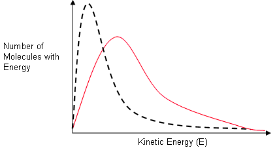 Number of
Molecules with
Energy
Kinetic Energy (E)